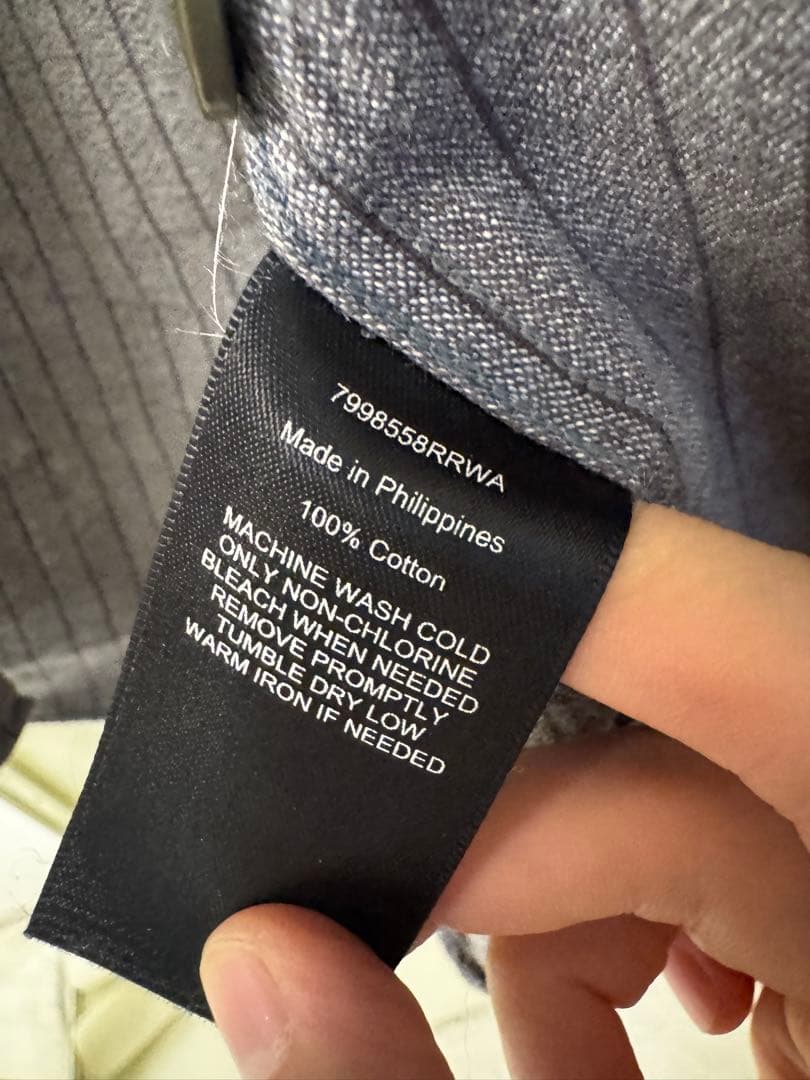 7998558RRWA
Made in Philippines
100% Cotton
MACHINE WASH COLD
ONLY NON-CHLORINE
BLEACH WHEN NEEDED
REMOVE PROMPTLY
TUMBLE DRY LOW
WARM IRON IF NEEDED